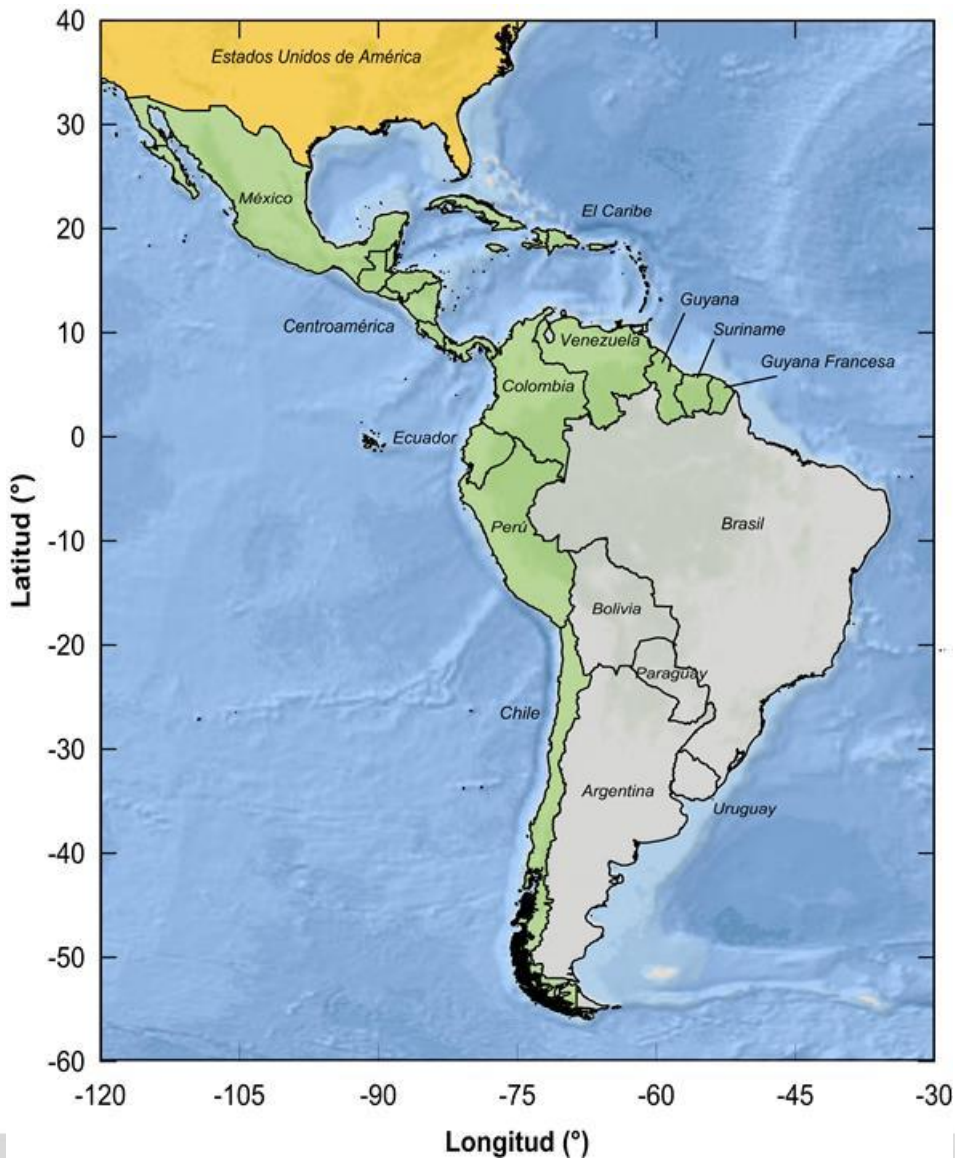 40
30
20
10
0
-10
-20
-30
-40
-50
-60
Latitud (°)
Estados Unidos de América
México
El Caribe
Guyana
Centroamérica
Venezuela
Suriname
Guyana Francesa
Colombia
Ecuador
Perú
Brasil
Bolivia
Paraguay
Chile
Argentina
Uruguay
-120 -105 -90 -75 -60 -45 -30
Longitud (°)